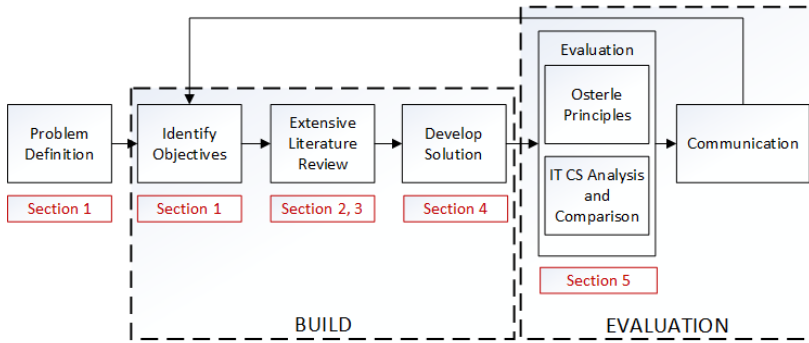 Evaluation
Osterle
Principles
Problem
Definition
Identify
Objectives
Extensive
Literature
Review
Develop
Solution
Communication
IT CS Analysis
and
Comparison
Section 1
Section 1
Section 2, 3
Section 4
Section 5
BUILD
EVALUATION